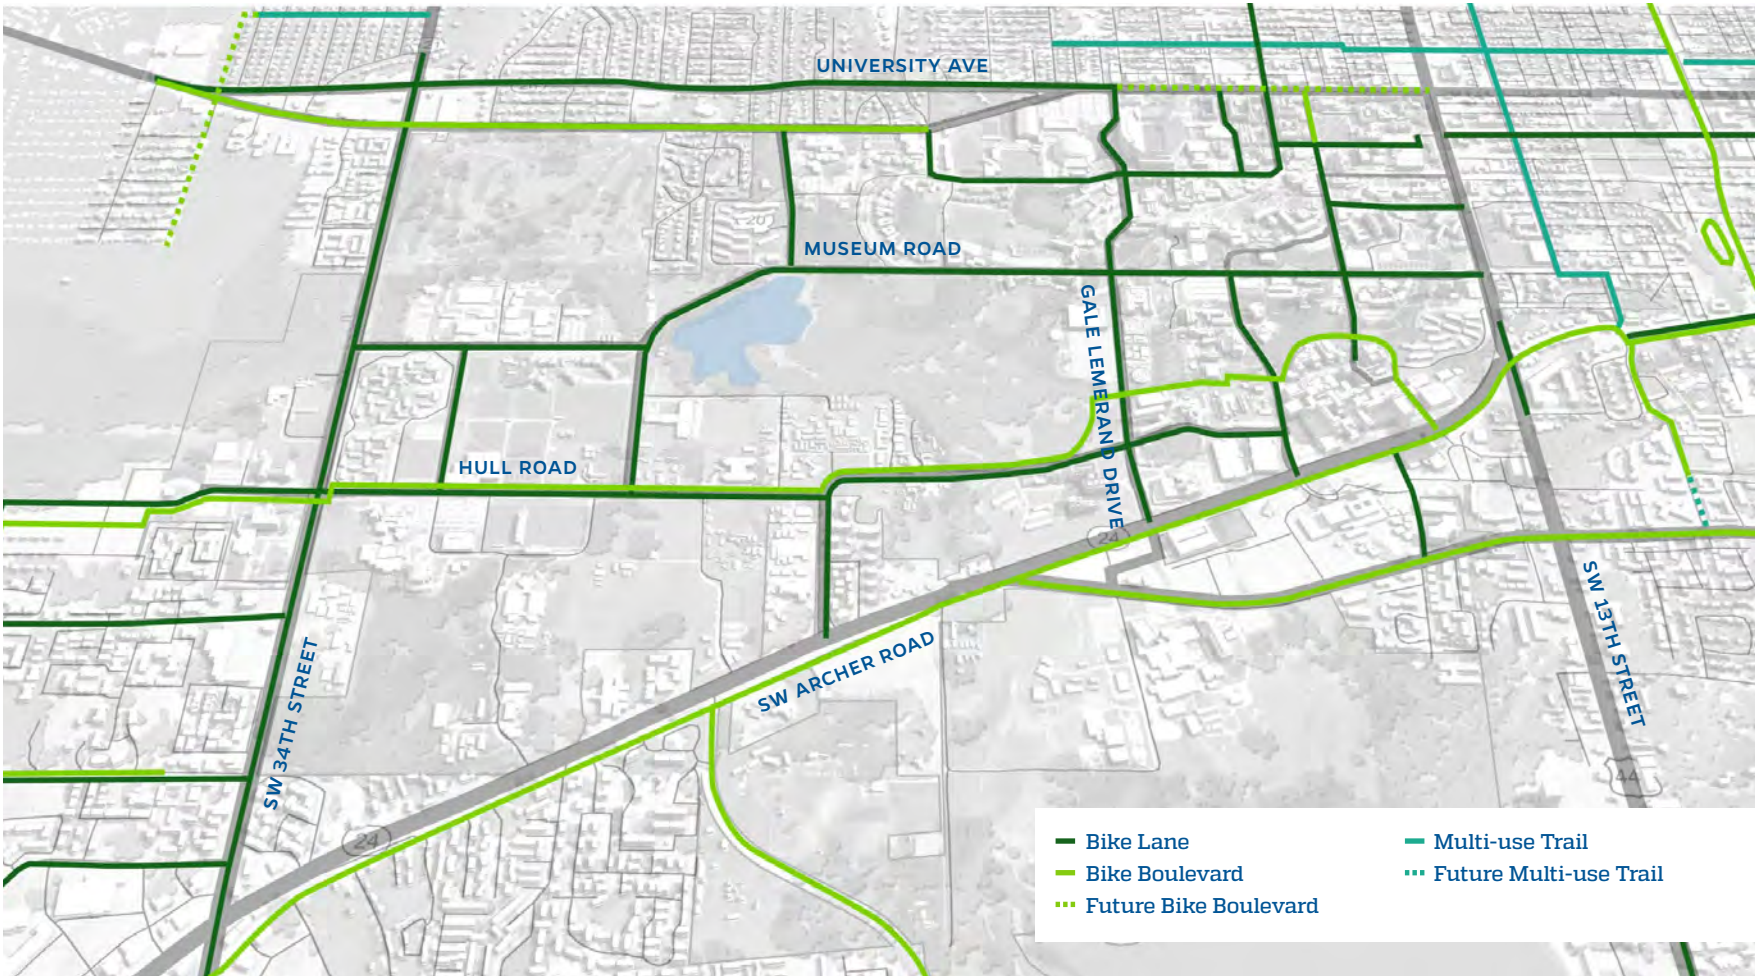 UNIVERSITY AVE
20
MUSEUM ROAD
GALE LEMERAND DRIVE
HULL ROAD
24
SW 13TH STREET
SW ARCHER ROAD
SW 34TH STREET
441
24
Bike Lane
Bike Boulevard
Future Bike Boulevard
Multi-use Trail
Future Multi-use Trail